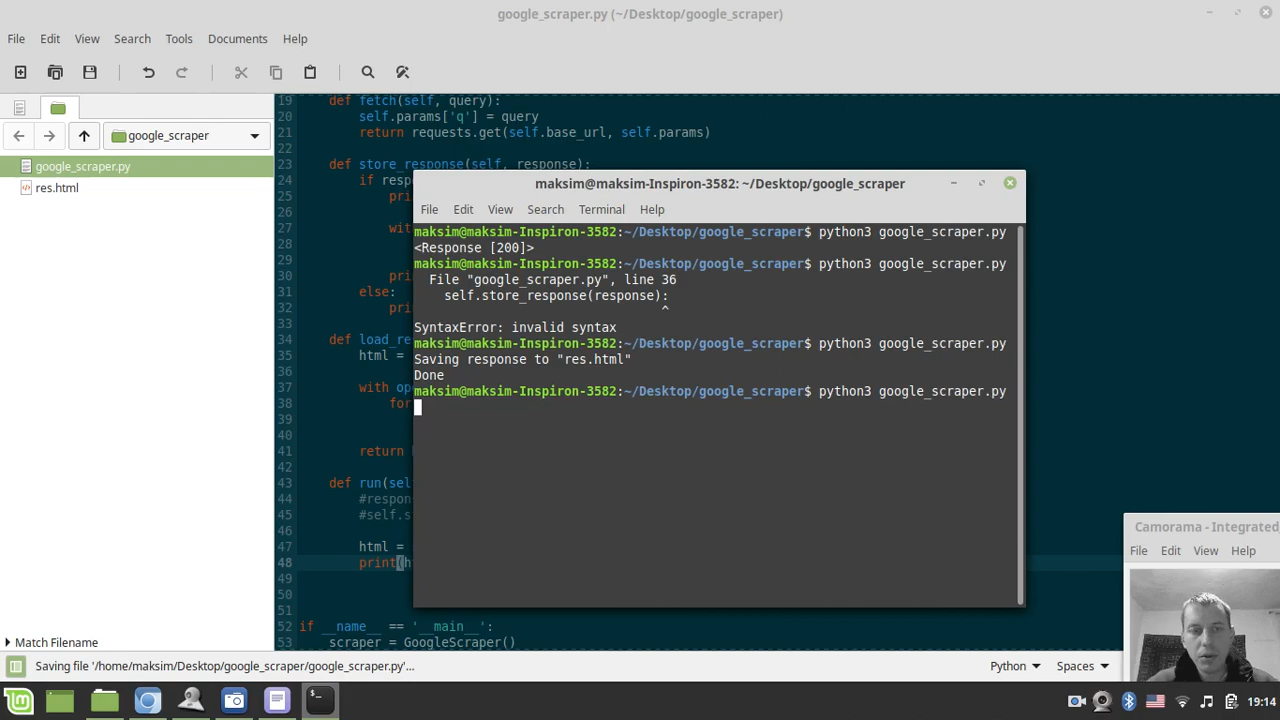 google_scraper.py (~/Desktop/google_scraper)
File Edit View Search Tools Documents Help
google_scraper
google_scraper.py
res.html
Match Filename
19 def fetch(self, query):
20 self.params['q'] = query
21 return requests.get(self.base_url, self.params)
22
23 def store_response(self, response):
24 if resp
25 pri
26
27 wit
28
29
30 pri
31 else:
32 pri
33
34 def load_re
35 html =
36
37 with op
38 for
39
40
41 return
42
43 def run(sel
44 #respon
45 #self.s
46
47 html =
48 print(h
49
50
51
52 if __name__ == '__main__':
53 scraper = GoogleScraper()
maksim@maksim-Inspiron-3582: ~/Desktop/google_scraper
File Edit View Search Terminal Help
maksim@maksim-Inspiron-3582:~/Desktop/google_scraper$ python3 google_scraper.py
<Response [200]>
maksim@maksim-Inspiron-3582:~/Desktop/google_scraper$ python3 google_scraper.py
File "google_scraper.py", line 36
self.store_response(response):
^
SyntaxError: invalid syntax
maksim@maksim-Inspiron-3582:~/Desktop/google_scraper$ python3 google_scraper.py
Saving response to "res.html"
Done
maksim@maksim-Inspiron-3582:~/Desktop/google_scraper$ python3 google_scraper.py
Camorama - Integrated
File Edit View Help
Saving file '/home/maksim/Desktop/google_scraper/google_scraper.py'...
Python Spaces
19:14